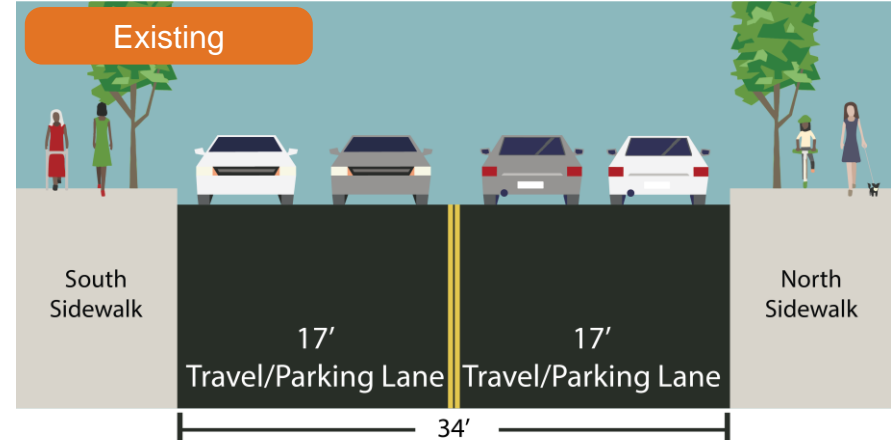 Existing
South
Sidewalk
17’
Travel/Parking Lane
17’
Travel/Parking Lane
North
Sidewalk
34’